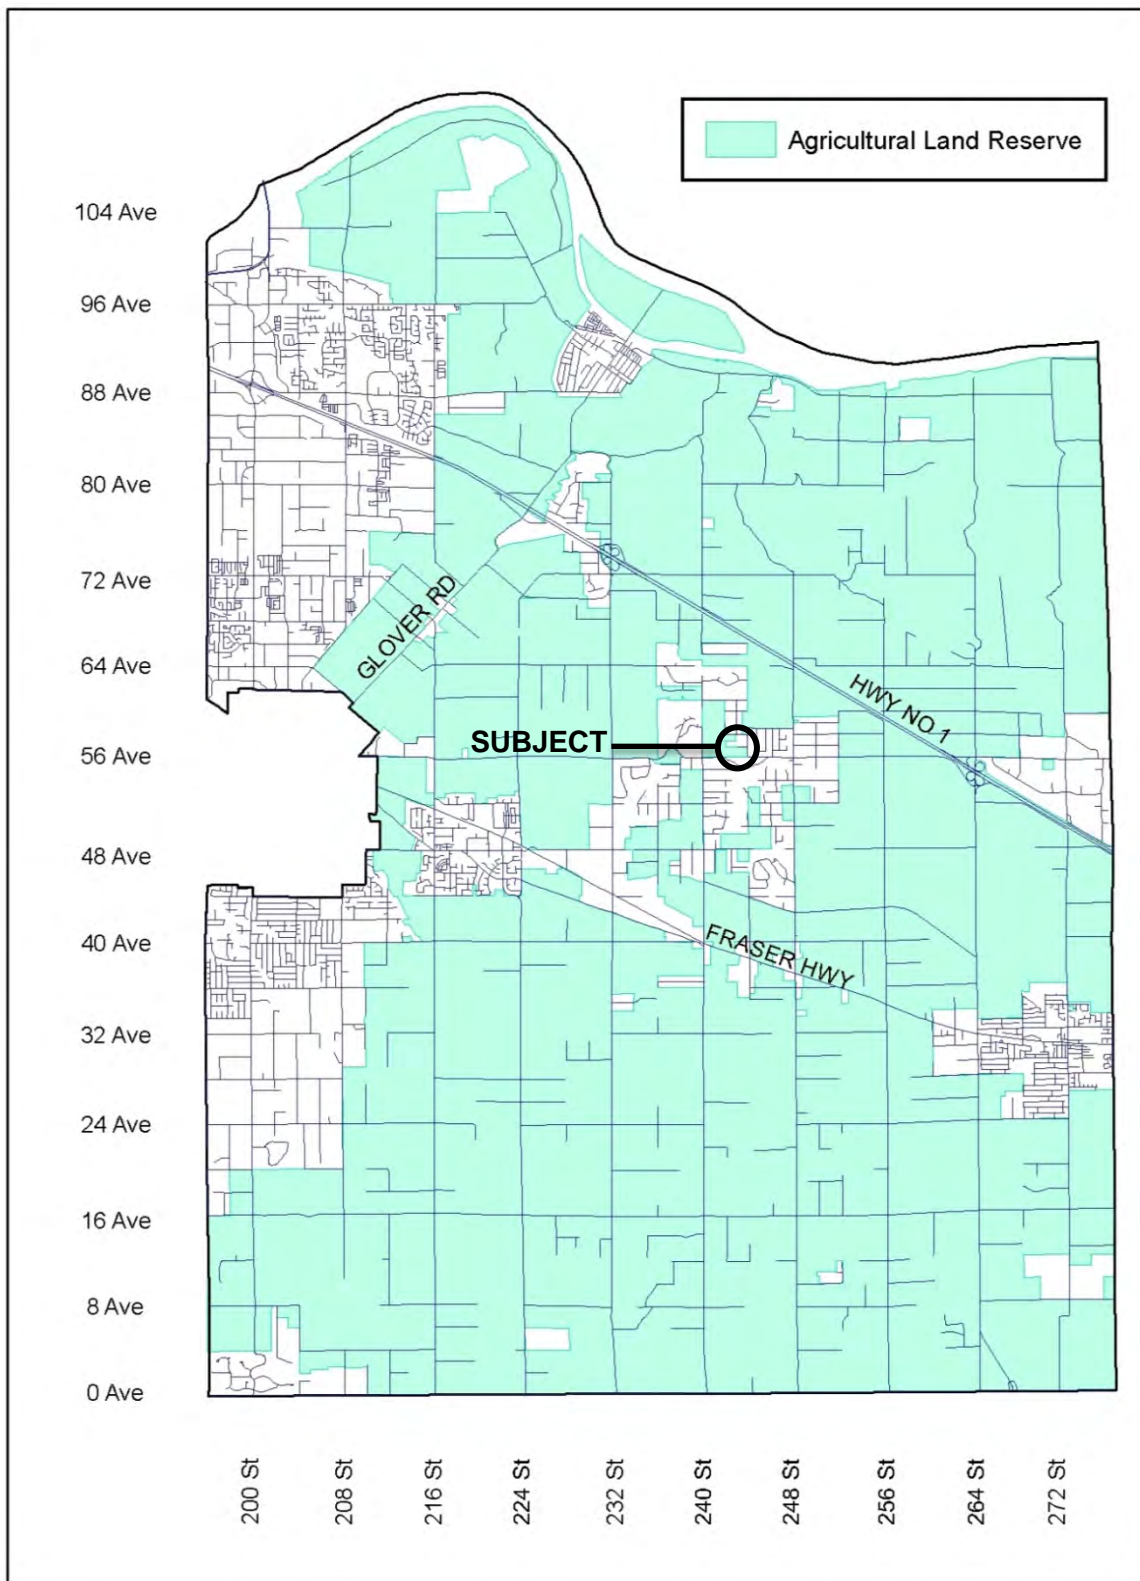 Agricultural Land Reserve
104 Ave
96 Ave
88 Ave
80 Ave
72 Ave
GLOVER RD
64 Ave
HWY NO.1
SUBJECT
56 Ave
48 Ave
40 Ave
FRASER HWY
32 Ave
24 Ave
16 Ave
8 Ave
0 Ave
200 St
208 St
216 St
224 St
232 St
240 St
248 St
256 St
264 St
272 St